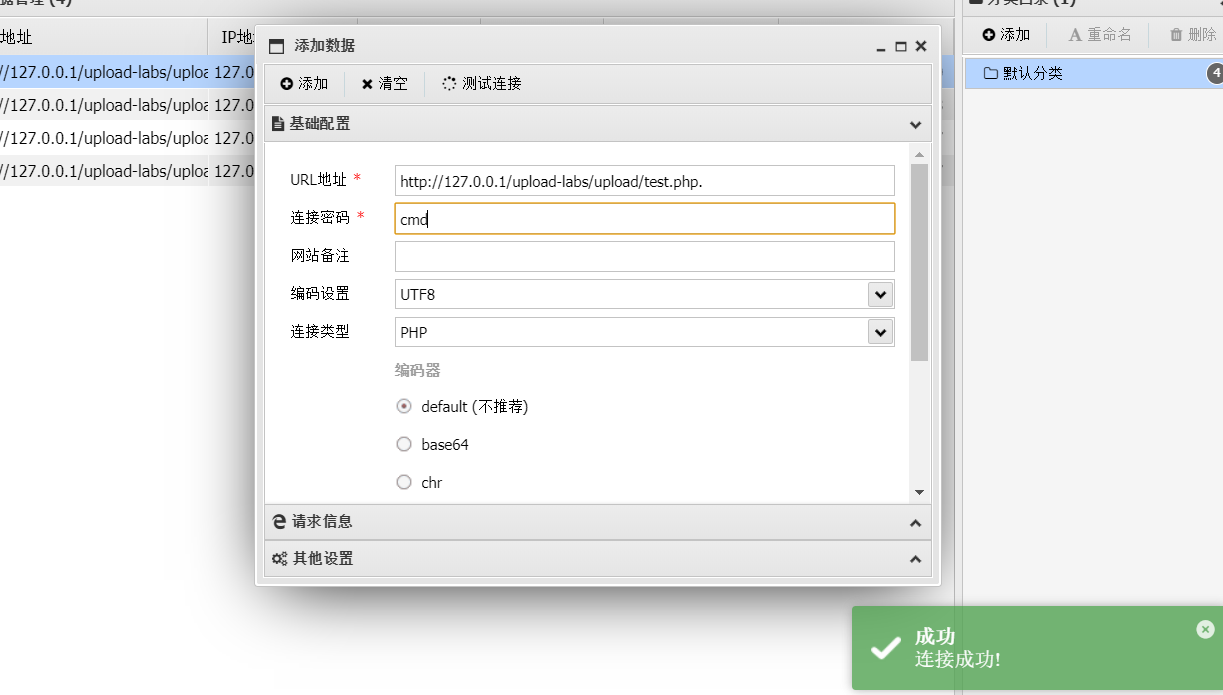 (4)
分类目录 (1)
地址
IP地
//127.0.0.1/upload-labs/uploa 127.0
//127.0.0.1/upload-labs/uploa 127.0
//127.0.0.1/upload-labs/uploa 127.0
//127.0.0.1/upload-labs/uploa 127.0
添加
重命名
删除
默认分类
4
添加数据
添加
清空
测试连接
基础配置
URL地址 *
http://127.0.0.1/upload-labs/upload/test.php.
连接密码 *
cmd
网站备注
编码设置
UTF8
连接类型
PHP
编码器
default (不推荐)
base64
chr
请求信息
其他设置
成功
连接成功!